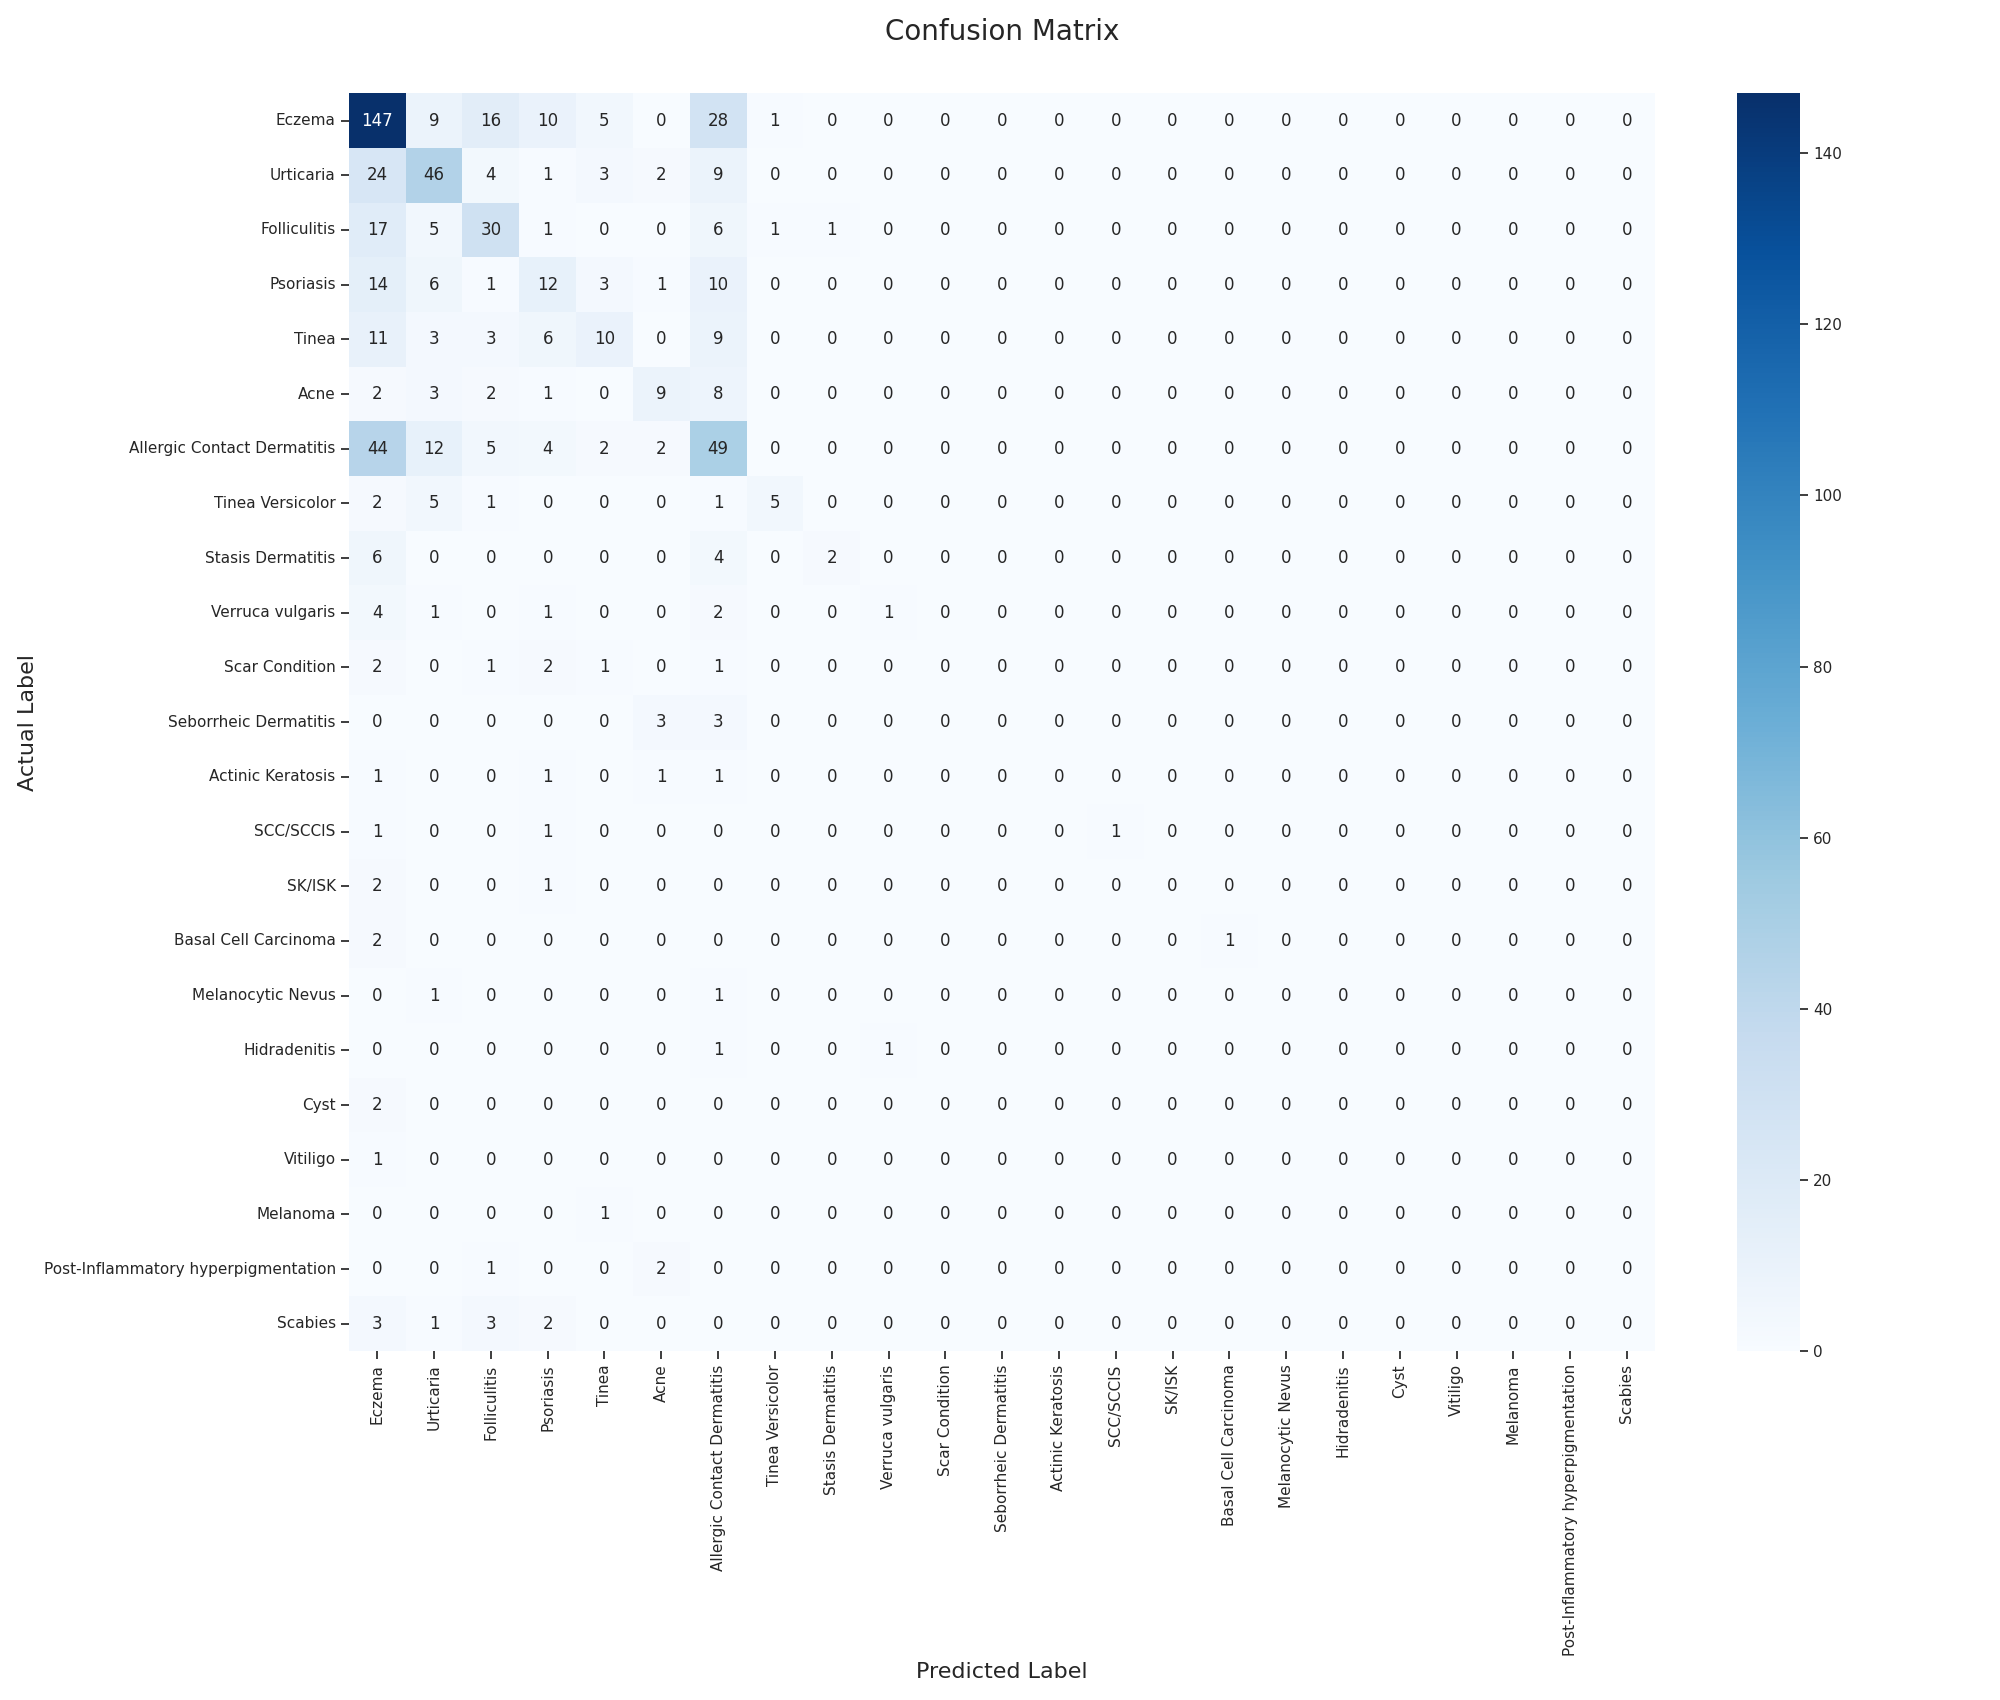 Confusion Matrix
Eczema 147 9 16 10 5 0 28 1 0 0 0 0 0 0 0 0 0 0 0 0 0 0 0
Urticaria 24 46 4 1 3 2 9 0 0 0 0 0 0 0 0 0 0 0 0 0 0 0 0
Folliculitis 17 5 30 1 0 0 6 1 1 0 0 0 0 0 0 0 0 0 0 0 0 0 0
Psoriasis 14 6 1 12 3 1 10 0 0 0 0 0 0 0 0 0 0 0 0 0 0 0 0
Tinea 11 3 3 6 10 0 9 0 0 0 0 0 0 0 0 0 0 0 0 0 0 0 0
Acne 2 3 2 1 0 9 8 0 0 0 0 0 0 0 0 0 0 0 0 0 0 0 0
Allergic Contact Dermatitis 44 12 5 4 2 2 49 0 0 0 0 0 0 0 0 0 0 0 0 0 0 0 0
Tinea Versicolor 2 5 1 0 0 0 1 5 0 0 0 0 0 0 0 0 0 0 0 0 0 0 0
Stasis Dermatitis 6 0 0 0 0 0 4 0 2 0 0 0 0 0 0 0 0 0 0 0 0 0 0
Verruca vulgaris 4 1 0 1 0 0 2 0 0 1 0 0 0 0 0 0 0 0 0 0 0 0 0
Scar Condition 2 0 1 2 1 0 1 0 0 0 0 0 0 0 0 0 0 0 0 0 0 0 0
Seborrheic Dermatitis 0 0 0 0 0 3 3 0 0 0 0 0 0 0 0 0 0 0 0 0 0 0 0
Actinic Keratosis 1 0 0 1 0 1 1 0 0 0 0 0 0 0 0 0 0 0 0 0 0 0 0
SCC/SCCIS 1 0 0 1 0 0 0 0 0 0 0 0 0 1 0 0 0 0 0 0 0 0 0
SK/ISK 2 0 0 1 0 0 0 0 0 0 0 0 0 0 0 0 0 0 0 0 0 0 0
Basal Cell Carcinoma 2 0 0 0 0 0 0 0 0 0 0 0 0 0 0 1 0 0 0 0 0 0 0
Melanocytic Nevus 0 1 0 0 0 0 1 0 0 0 0 0 0 0 0 0 0 0 0 0 0 0 0
Hidradenitis 0 0 0 0 0 0 1 0 0 1 0 0 0 0 0 0 0 0 0 0 0 0 0
Cyst 2 0 0 0 0 0 0 0 0 0 0 0 0 0 0 0 0 0 0 0 0 0 0
Vitiligo 1 0 0 0 0 0 0 0 0 0 0 0 0 0 0 0 0 0 0 0 0 0 0
Melanoma 0 0 0 0 1 0 0 0 0 0 0 0 0 0 0 0 0 0 0 0 0 0 0
Post-Inflammatory hyperpigmentation 0 0 1 0 0 2 0 0 0 0 0 0 0 0 0 0 0 0 0 0 0 0 0
Scabies 3 1 3 2 0 0 0 0 0 0 0 0 0 0 0 0 0 0 0 0 0 0 0
Actual Label
Eczema
Urticaria
Folliculitis
Psoriasis
Tinea
Acne
Allergic Contact Dermatitis
Tinea Versicolor
Stasis Dermatitis
Verruca vulgaris
Scar Condition
Seborrheic Dermatitis
Actinic Keratosis
SCC/SCCIS
SK/ISK
Basal Cell Carcinoma
Melanocytic Nevus
Hidradenitis
Cyst
Vitiligo
Melanoma
Post-Inflammatory hyperpigmentation
Scabies
Predicted Label
140
120
100
80
60
40
20
0